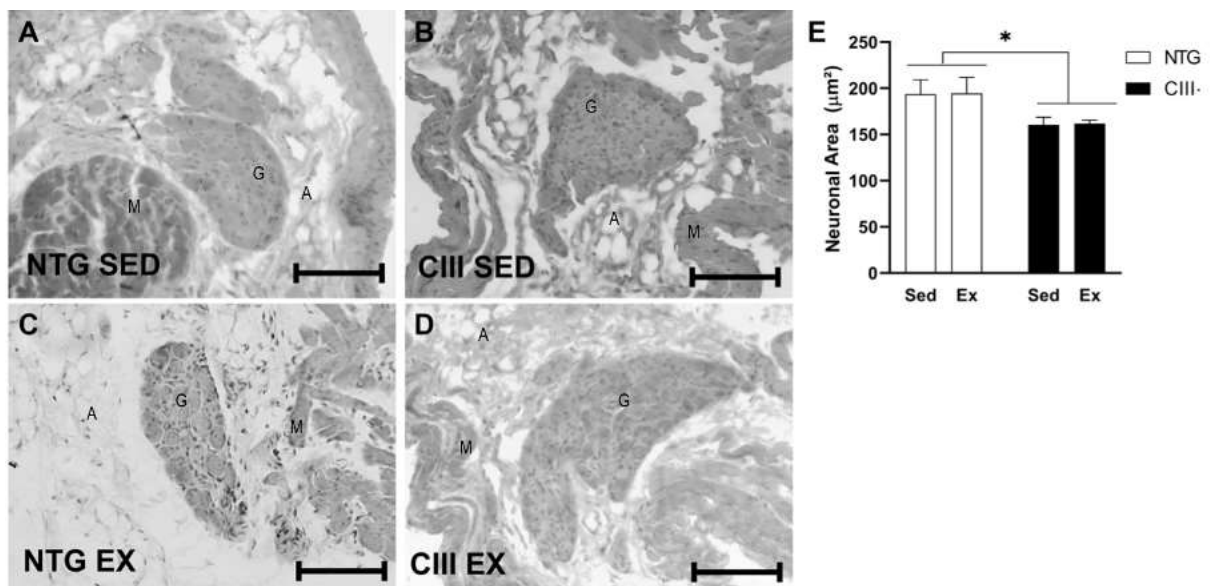 A
G
A
M
NTG SED
B
G
A
M
CIII SED
C
A
G
M
NTG EX
D
A
G
M
CIII EX
E
*
NTG
CIII·
Neuronal Area (µm²)
250
200
150
100
50
0
Sed Ex Sed Ex